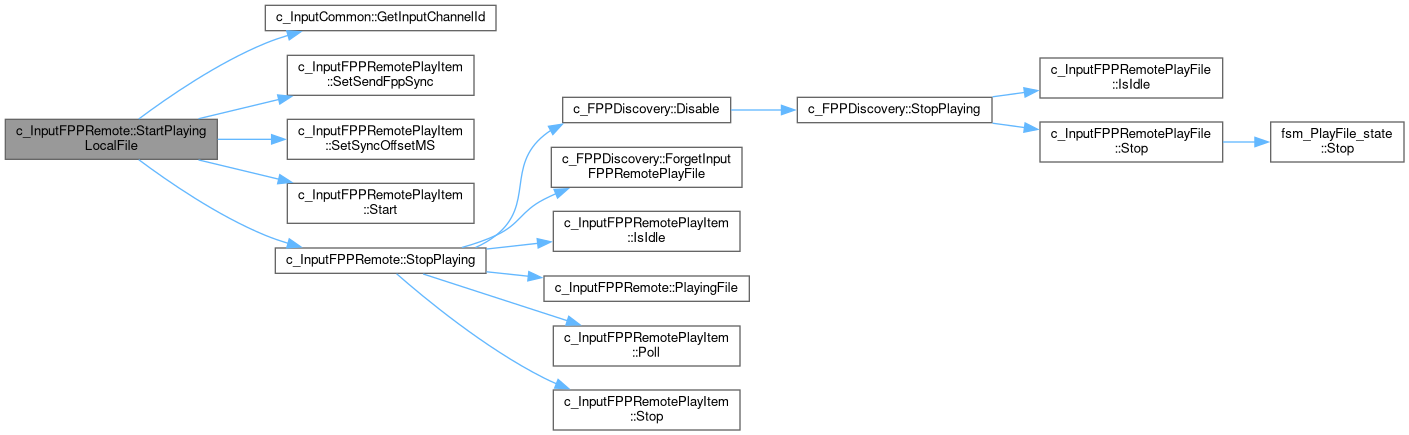 c_InputFPPRemote::StartPlaying
LocalFile
c_InputCommon::GetInputChannelId
c_InputFPPRemotePlayItem
::SetSendFppSync
c_InputFPPRemotePlayItem
::SetSyncOffsetMS
c_InputFPPRemotePlayItem
::Start
c_InputFPPRemote::StopPlaying
c_FPPDiscovery::Disable
c_FPPDiscovery::ForgetInput
FPPRemotePlayFile
c_InputFPPRemotePlayItem
::IsIdle
c_InputFPPRemote::PlayingFile
c_InputFPPRemotePlayItem
::Poll
c_InputFPPRemotePlayItem
::Stop
c_FPPDiscovery::StopPlaying
c_InputFPPRemotePlayFile
::IsIdle
c_InputFPPRemotePlayFile
::Stop
fsm_PlayFile_state
::Stop